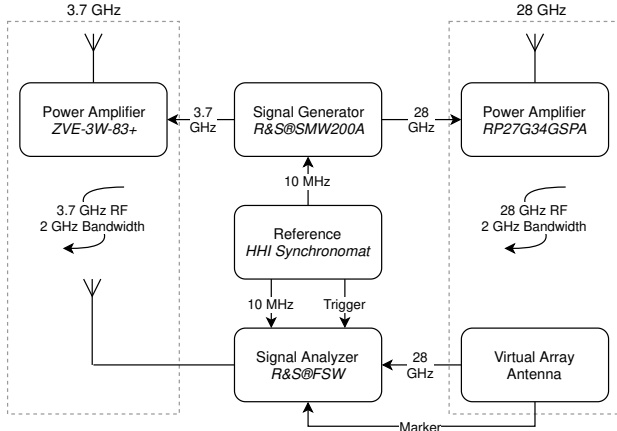 3.7 GHz
28 GHz
Power Amplifier
ZVE-3W-83+
3.7
GHz
Signal Generator
R&S®SMW200A
28
GHz
Power Amplifier
RP27G34GSPA
10 MHz
3.7 GHz RF
2 GHz Bandwidth
Reference
HHI Synchronomat
28 GHz RF
2 GHz Bandwidth
10 MHz
Trigger
Signal Analyzer
R&S®FSW
28
GHz
Virtual Array
Antenna
Marker